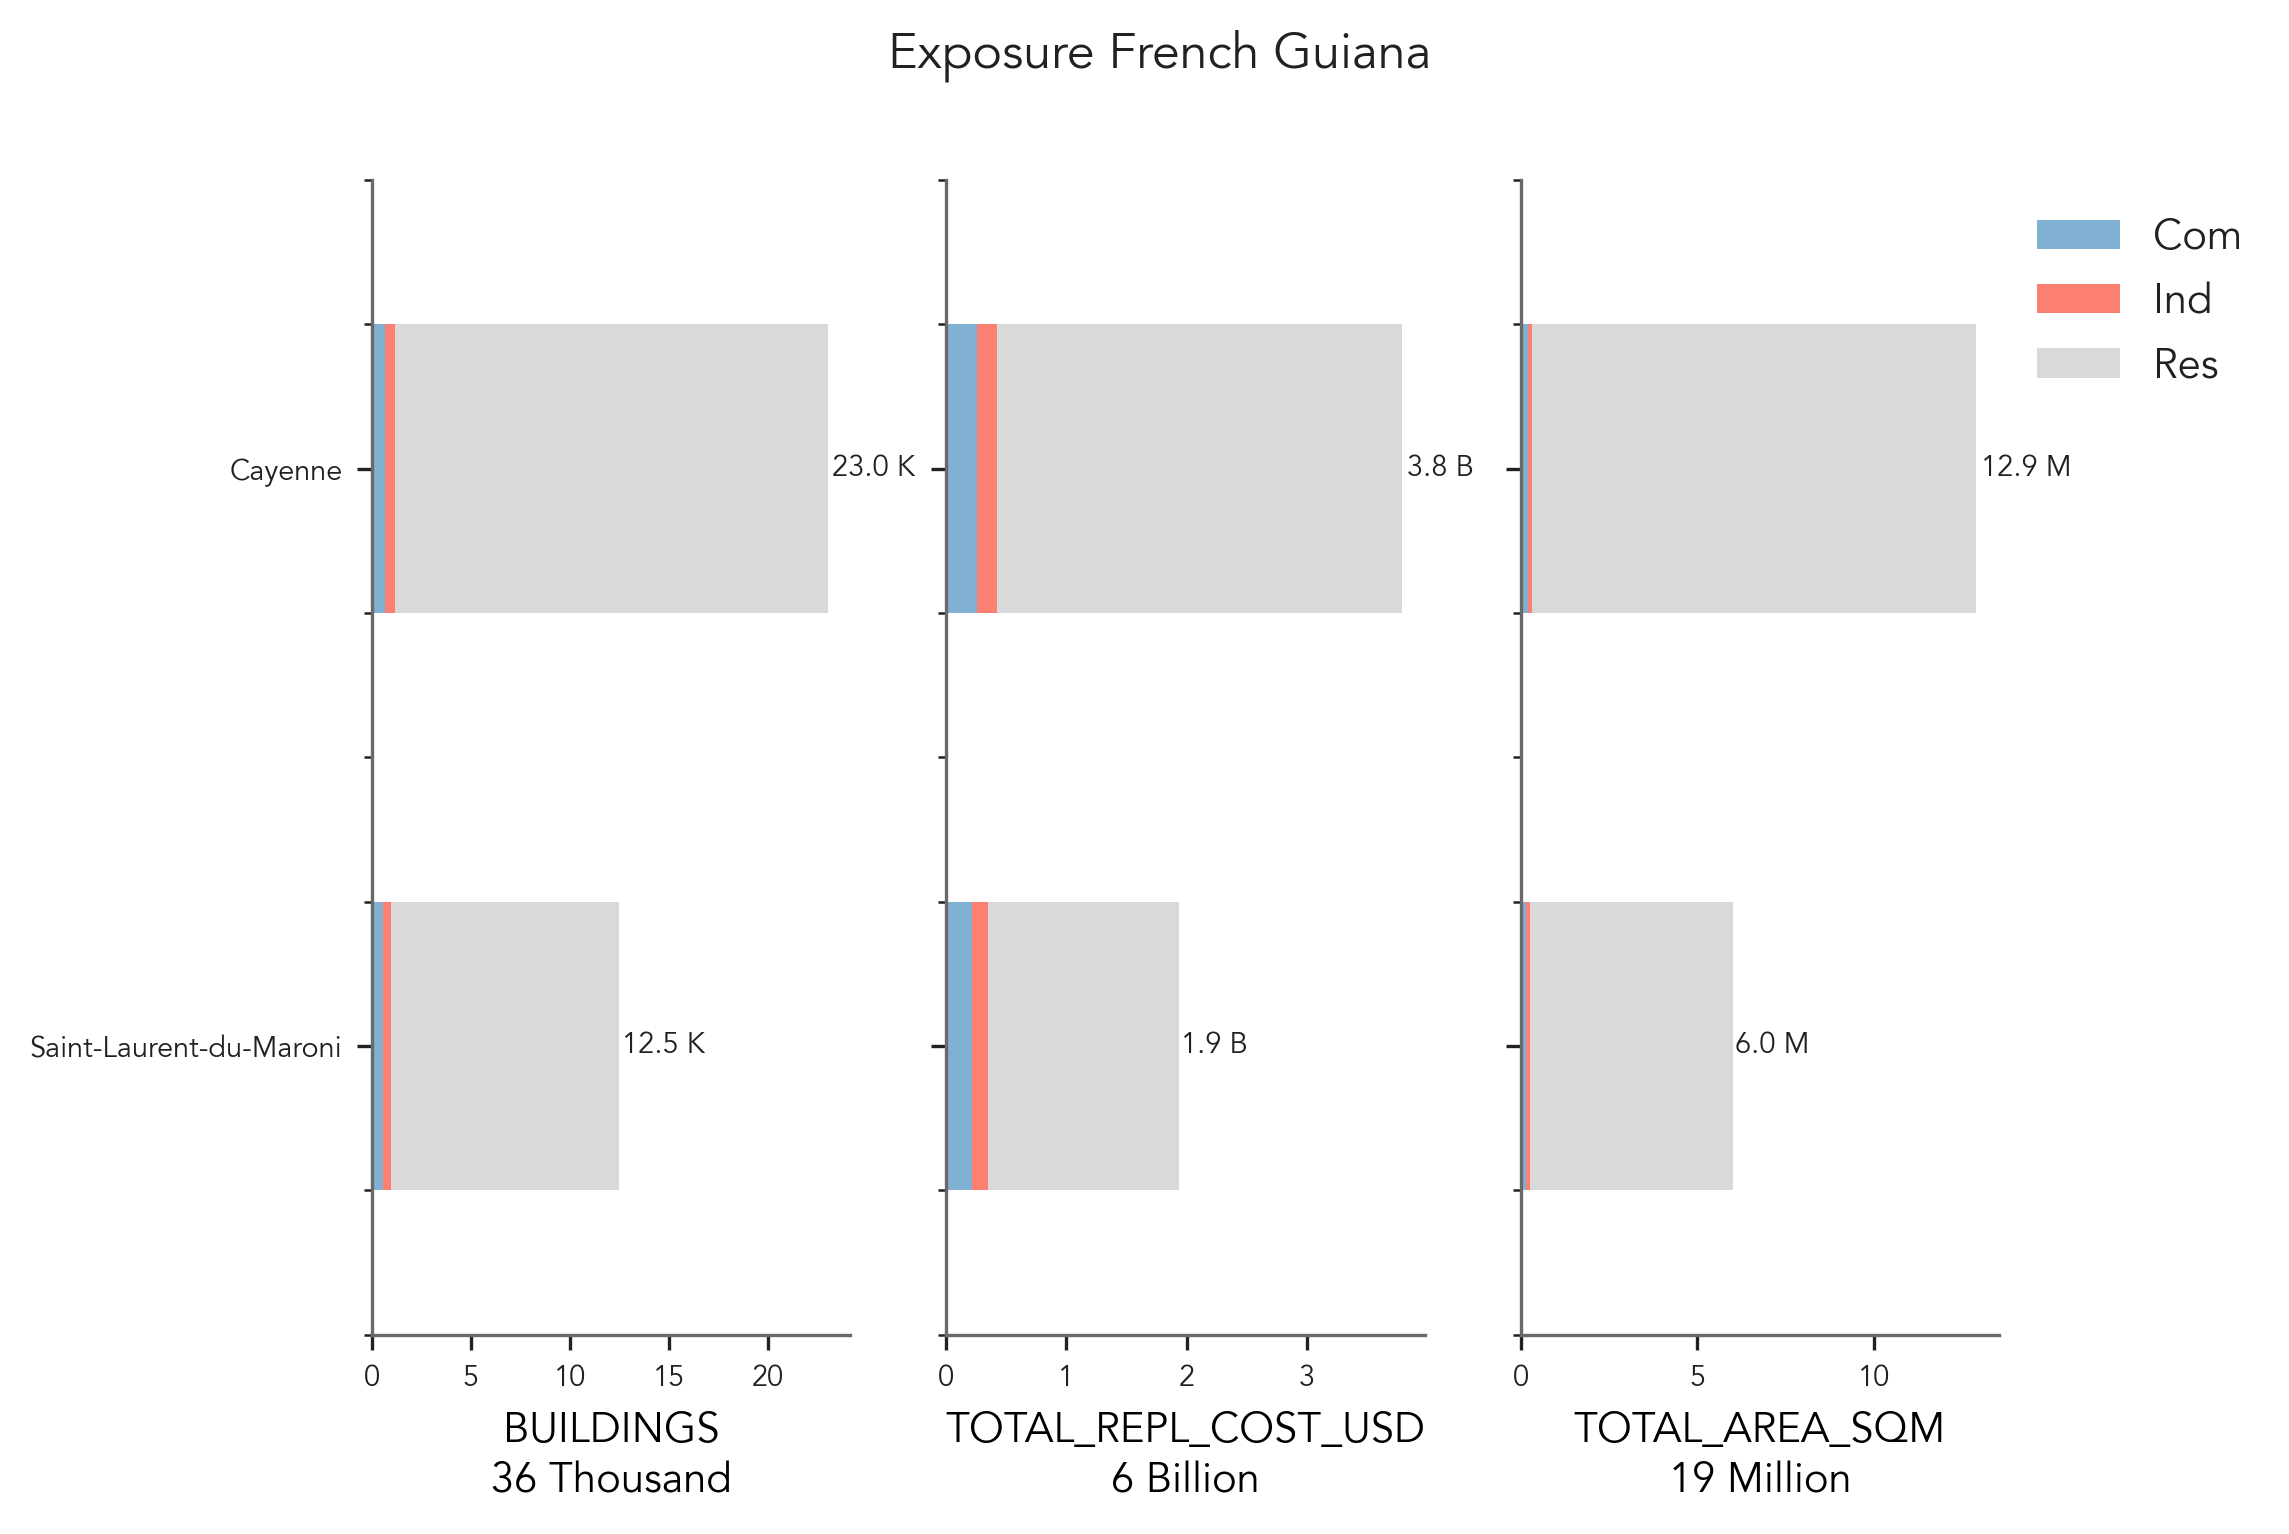 Exposure French Guiana
Com
Ind
Res
Cayenne
23.0 K
3.8 B
12.9 M
Saint-Laurent-du-Maroni
12.5 K
1.9 B
6.0 M
0 5 10 15 20
0 1 2 3
0 5 10
BUILDINGS
36 Thousand
TOTAL_REPL_COST_USD
6 Billion
TOTAL_AREA_SQM
19 Million